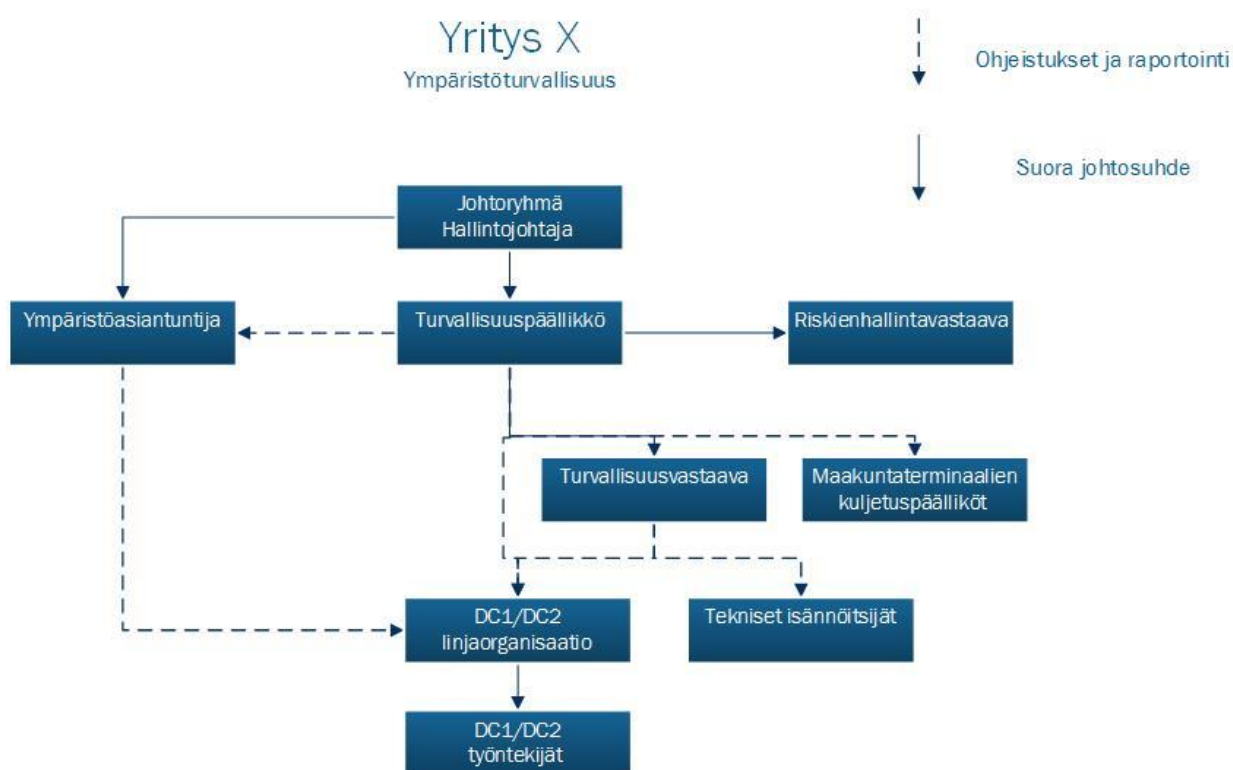 Yritys X
Ympäristöturvallisuus
Ohjeistukset ja raportointi
Suora johtosuhde
Johtoryhmä
Hallintojohtaja
Ympäristöasiantuntija
Turvallisuuspäällikkö
Riskienhallintavastaava
Turvallisuusvastaava
Maakuntaterminaalien
kuljetuspälliköt
DC1/DC2
linjaorganisaatio
Tekniset isännöitsijät
DC1/DC2
työntekijät